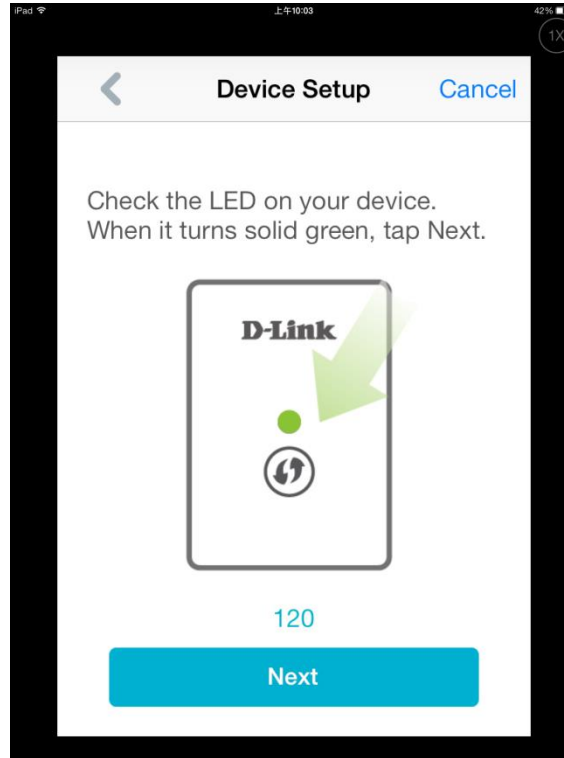 iPad 上午10:03 42%
1X
Device Setup Cancel
Check the LED on your device.
When it turns solid green, tap Next.
D-Link
120
Next